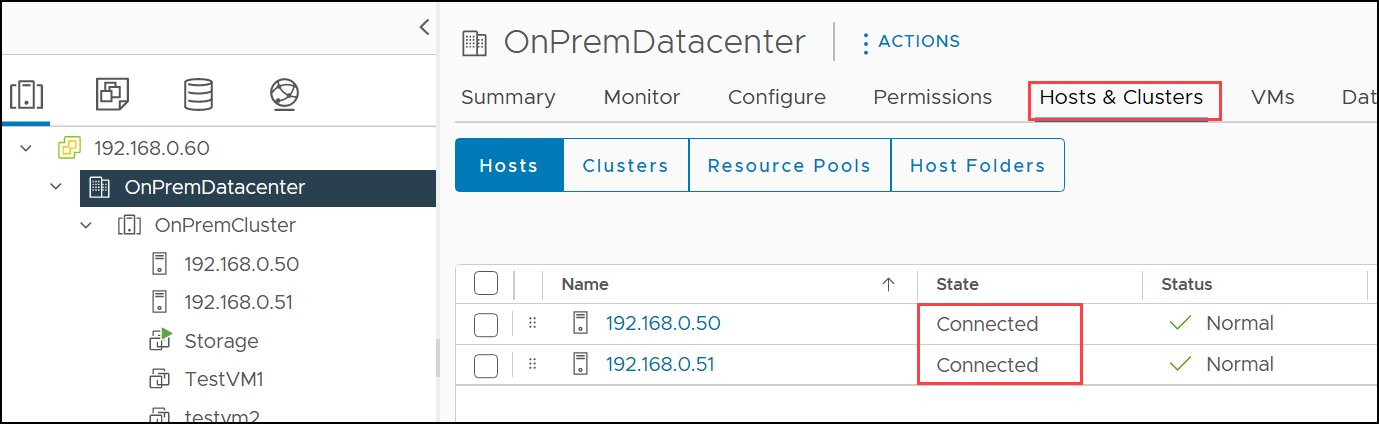 OnPremDatacenter
ACTIONS
Summary Monitor Configure Permissions Hosts & Clusters VMs Dat
192.168.0.60
OnPremDatacenter
OnPremCluster
192.168.0.50
192.168.0.51
Storage
TestVM1
testvm2
Hosts Clusters Resource Pools Host Folders
Name State Status
192.168.0.50 Connected Normal
192.168.0.51 Connected Normal